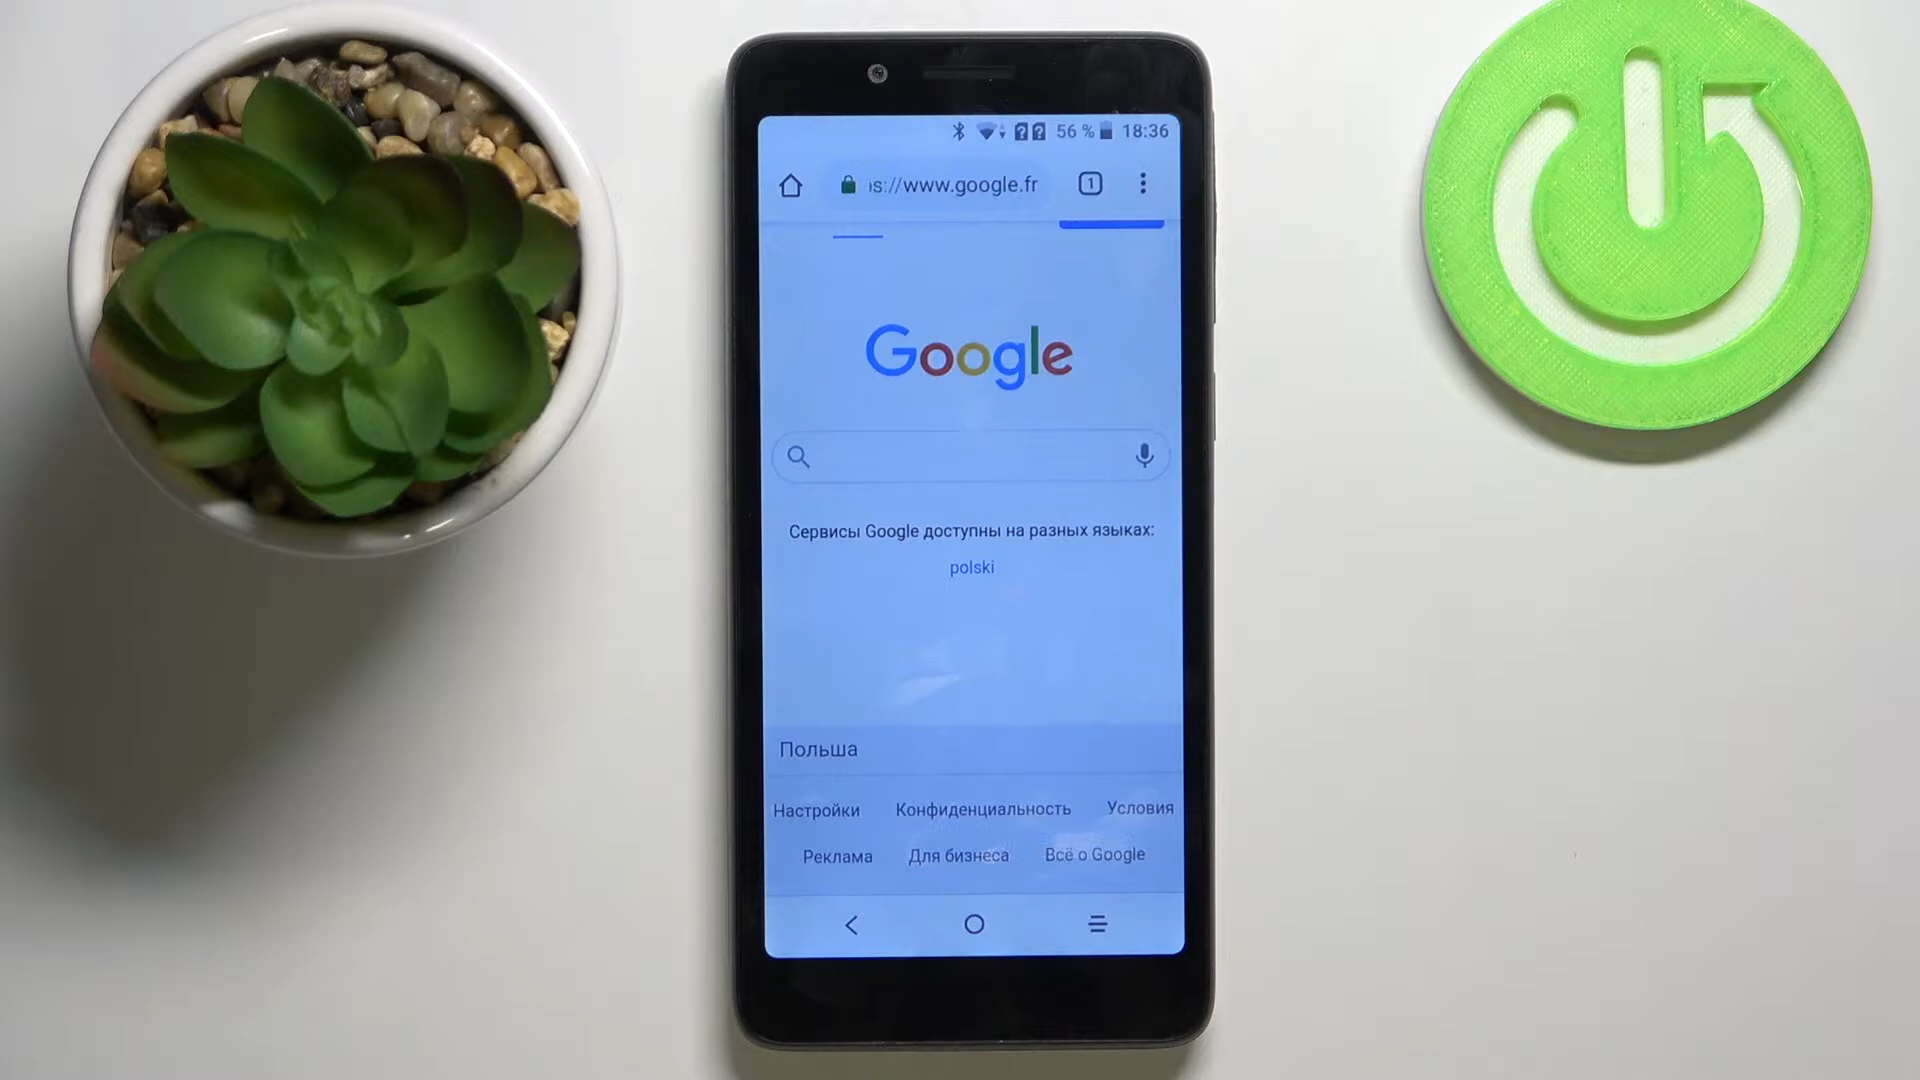 56 % 18:36
s://www.google.fr 1
Google
Сервисы Google доступны на разных языках:
polski
Польша
Настройки Конфиденциальность Условия
Реклама Для бизнеса Всё о Google